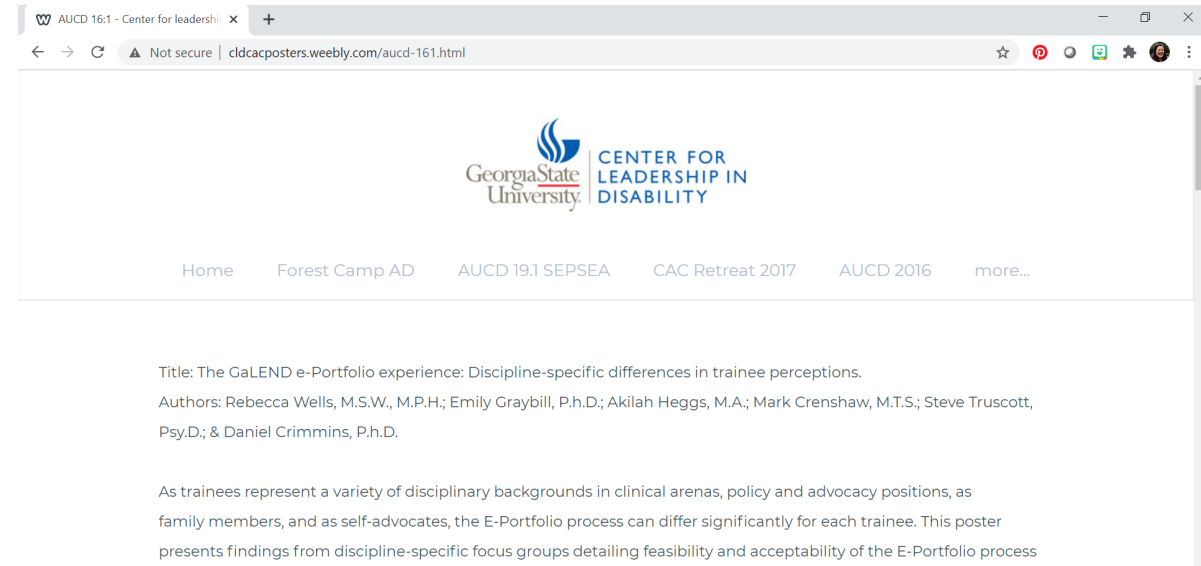 AUCD 16:1 - Center for leadershi
Not secure | cldcacposters.weebly.com/aucd-161.html
GeorgiaState
University.
CENTER FOR
LEADERSHIP IN
DISABILITY
Home Forest Camp AD AUCD 19.1 SEPSEA CAC Retreat 2017 AUCD 2016 more...
Title: The GaLEND e-Portfolio experience: Discipline-specific differences in trainee perceptions.
Authors: Rebecca Wells, M.S.W., M.P.H.; Emily Graybill, P.h.D.; Akilah Heggs, M.A.; Mark Crenshaw, M.T.S.; Steve Truscott,
Psy.D.; & Daniel Crimmins, P.h.D.
As trainees represent a variety of disciplinary backgrounds in clinical arenas, policy and advocacy positions, as
family members, and as self-advocates, the E-Portfolio process can differ significantly for each trainee. This poster
presents findings from discipline-specific focus groups detailing feasibility and acceptability of the E-Portfolio process